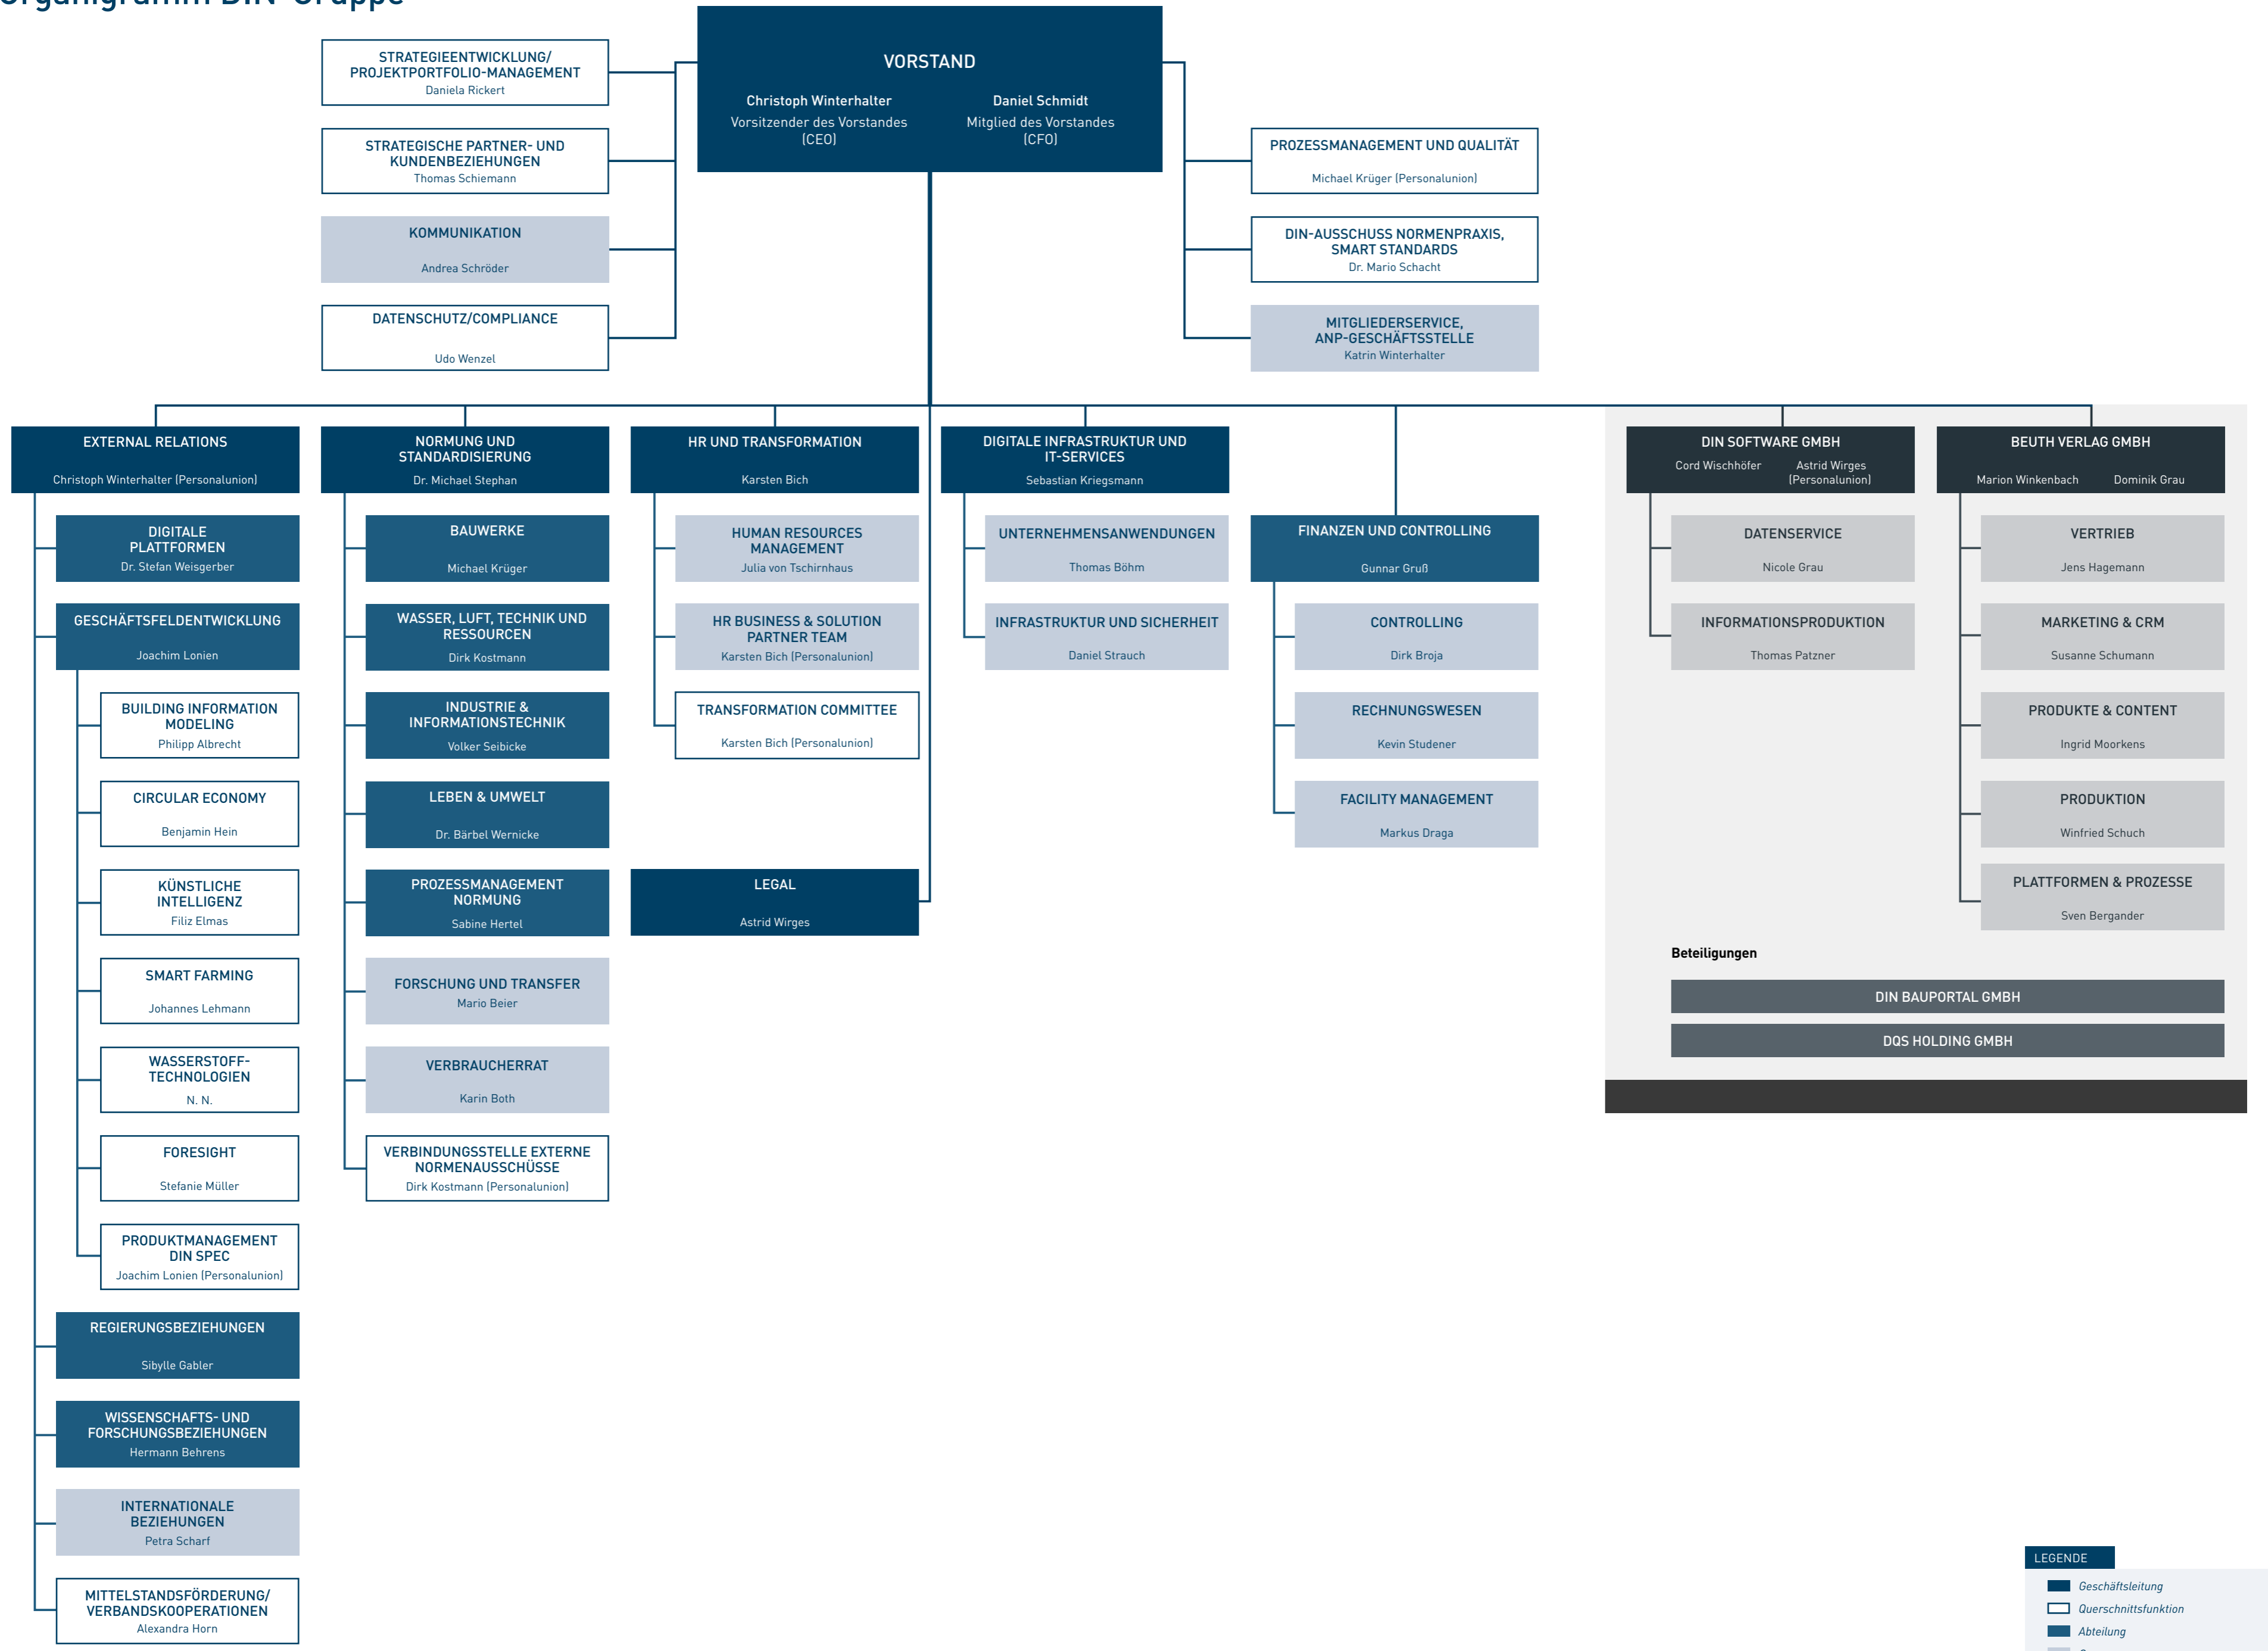 Organigramm DIN-Gruppe
VORSTAND
Christoph Winterhalter
Vorsitzender des Vorstandes
(CEO)
Daniel Schmidt
Mitglied des Vorstandes
(CFO)
STRATEGIEENTWICKLUNG/
PROJEKTPORTFOLIO-MANAGEMENT
Daniela Rickert
STRATEGISCHE PARTNER- UND
KUNDENBEZIEHUNGEN
Thomas Schiemann
KOMMUNIKATION
Andrea Schröder
DATENSCHUTZ/COMPLIANCE
Udo Wenzel
PROZESSMANAGEMENT UND QUALITÄT
Michael Krüger (Personalunion)
DIN-AUSSCHUSS NORMENPRAXIS,
SMART STANDARDS
Dr. Mario Schacht
MITGLIEDERSERVICE,
ANP-GESCHÄFTSSTELLE
Katrin Winterhalter
EXTERNAL RELATIONS
Christoph Winterhalter (Personalunion)
DIGITALE
PLATTFORMEN
Dr. Stefan Weisgerber
GESCHÄFTSFELDENTWICKLUNG
Joachim Lonien
BUILDING INFORMATION
MODELING
Philipp Albrecht
CIRCULAR ECONOMY
Benjamin Hein
KÜNSTLICHE
INTELLIGENZ
Filiz Elmas
SMART FARMING
Johannes Lehmann
WASSERSTOFF-
TECHNOLOGIEN
N. N.
FORESIGHT
Stefanie Müller
PRODUKTMANAGEMENT
DIN SPEC
Joachim Lonien (Personalunion)
REGIERUNGSBEZIEHUNGEN
Sibylle Gabler
WISSENSCHAFTS- UND
FORSCHUNGSBEZIEHUNGEN
Hermann Behrens
INTERNATIONALE
BEZIEHUNGEN
Petra Scharf
MITTELSTANDSFÖRDERUNG/
VERBANDSKOOPERATIONEN
Alexandra Horn
NORMUNG UND
STANDARDISIERUNG
Dr. Michael Stephan
BAUWERKE
Michael Krüger
WASSER, LUFT, TECHNIK UND
RESSOURCEN
Dirk Kostmann
INDUSTRIE &
INFORMATIONSTECHNIK
Volker Seibicke
LEBEN & UMWELT
Dr. Bärbel Wernicke
PROZESSMANAGEMENT
NORMUNG
Sabine Hertel
FORSCHUNG UND TRANSFER
Mario Beier
VERBRAUCHERRAT
Karin Both
VERBINDUNGSSTELLE EXTERNE
NORMENAUSSCHÜSSE
Dirk Kostmann (Personalunion)
HR UND TRANSFORMATION
Karsten Bich
HUMAN RESOURCES
MANAGEMENT
Julia von Tschirnhaus
HR BUSINESS & SOLUTION
PARTNER TEAM
Karsten Bich (Personalunion)
TRANSFORMATION COMMITTEE
Karsten Bich (Personalunion)
LEGAL
Astrid Wirges
DIGITALE INFRASTRUKTUR UND
IT-SERVICES
Sebastian Kriegsmann
UNTERNEHMENSANWENDUNGEN
Thomas Böhm
INFRASTRUKTUR UND SICHERHEIT
Daniel Strauch
FINANZEN UND CONTROLLING
Gunnar Gruß
CONTROLLING
Dirk Broja
RECHNUNGSWESEN
Kevin Studener
FACILITY MANAGEMENT
Markus Draga
DIN SOFTWARE GMBH
Cord Wischhöfer
Astrid Wirges
(Personalunion)
DATENSERVICE
Nicole Grau
INFORMATIONSPRODUKTION
Thomas Patzner
BEUTH VERLAG GMBH
Marion Winkenbach
Dominik Grau
VERTRIEB
Jens Hagemann
MARKETING & CRM
Susanne Schumann
PRODUKTE & CONTENT
Ingrid Moorkens
PRODUKTION
Winfried Schuch
PLATTFORMEN & PROZESSE
Sven Bergander
Beteiligungen
DIN BAUPORTAL GMBH
DQS HOLDING GMBH
LEGENDE
Geschäftsleitung
Querschnittsfunktion
Abteilung